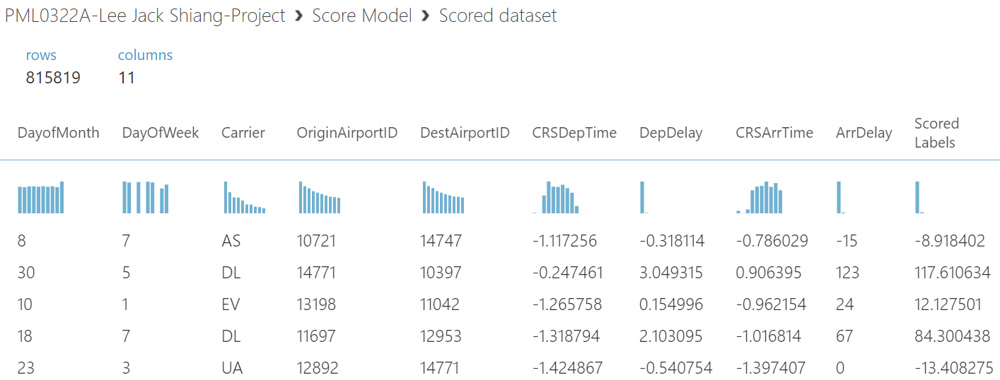 PML0322A-Lee Jack Shiang-Project › Score Model › Scored dataset
rows columns
815819 11
DayofMonth DayOfWeek Carrier OriginAirportID DestAirportID CRSDepTime DepDelay CRSArrTime ArrDelay Scored Labels
8 7 AS 10721 14747 -1.117256 -0.318114 -0.786029 -15 -8.918402
30 5 DL 14771 10397 -0.247461 3.049315 0.906395 123 117.610634
10 1 EV 13198 11042 -1.265758 0.154996 -0.962154 24 12.127501
18 7 DL 11697 12953 -1.318794 2.103095 -1.016814 67 84.300438
23 3 UA 12892 14771 -1.424867 -0.540754 -1.397407 0 -13.408275